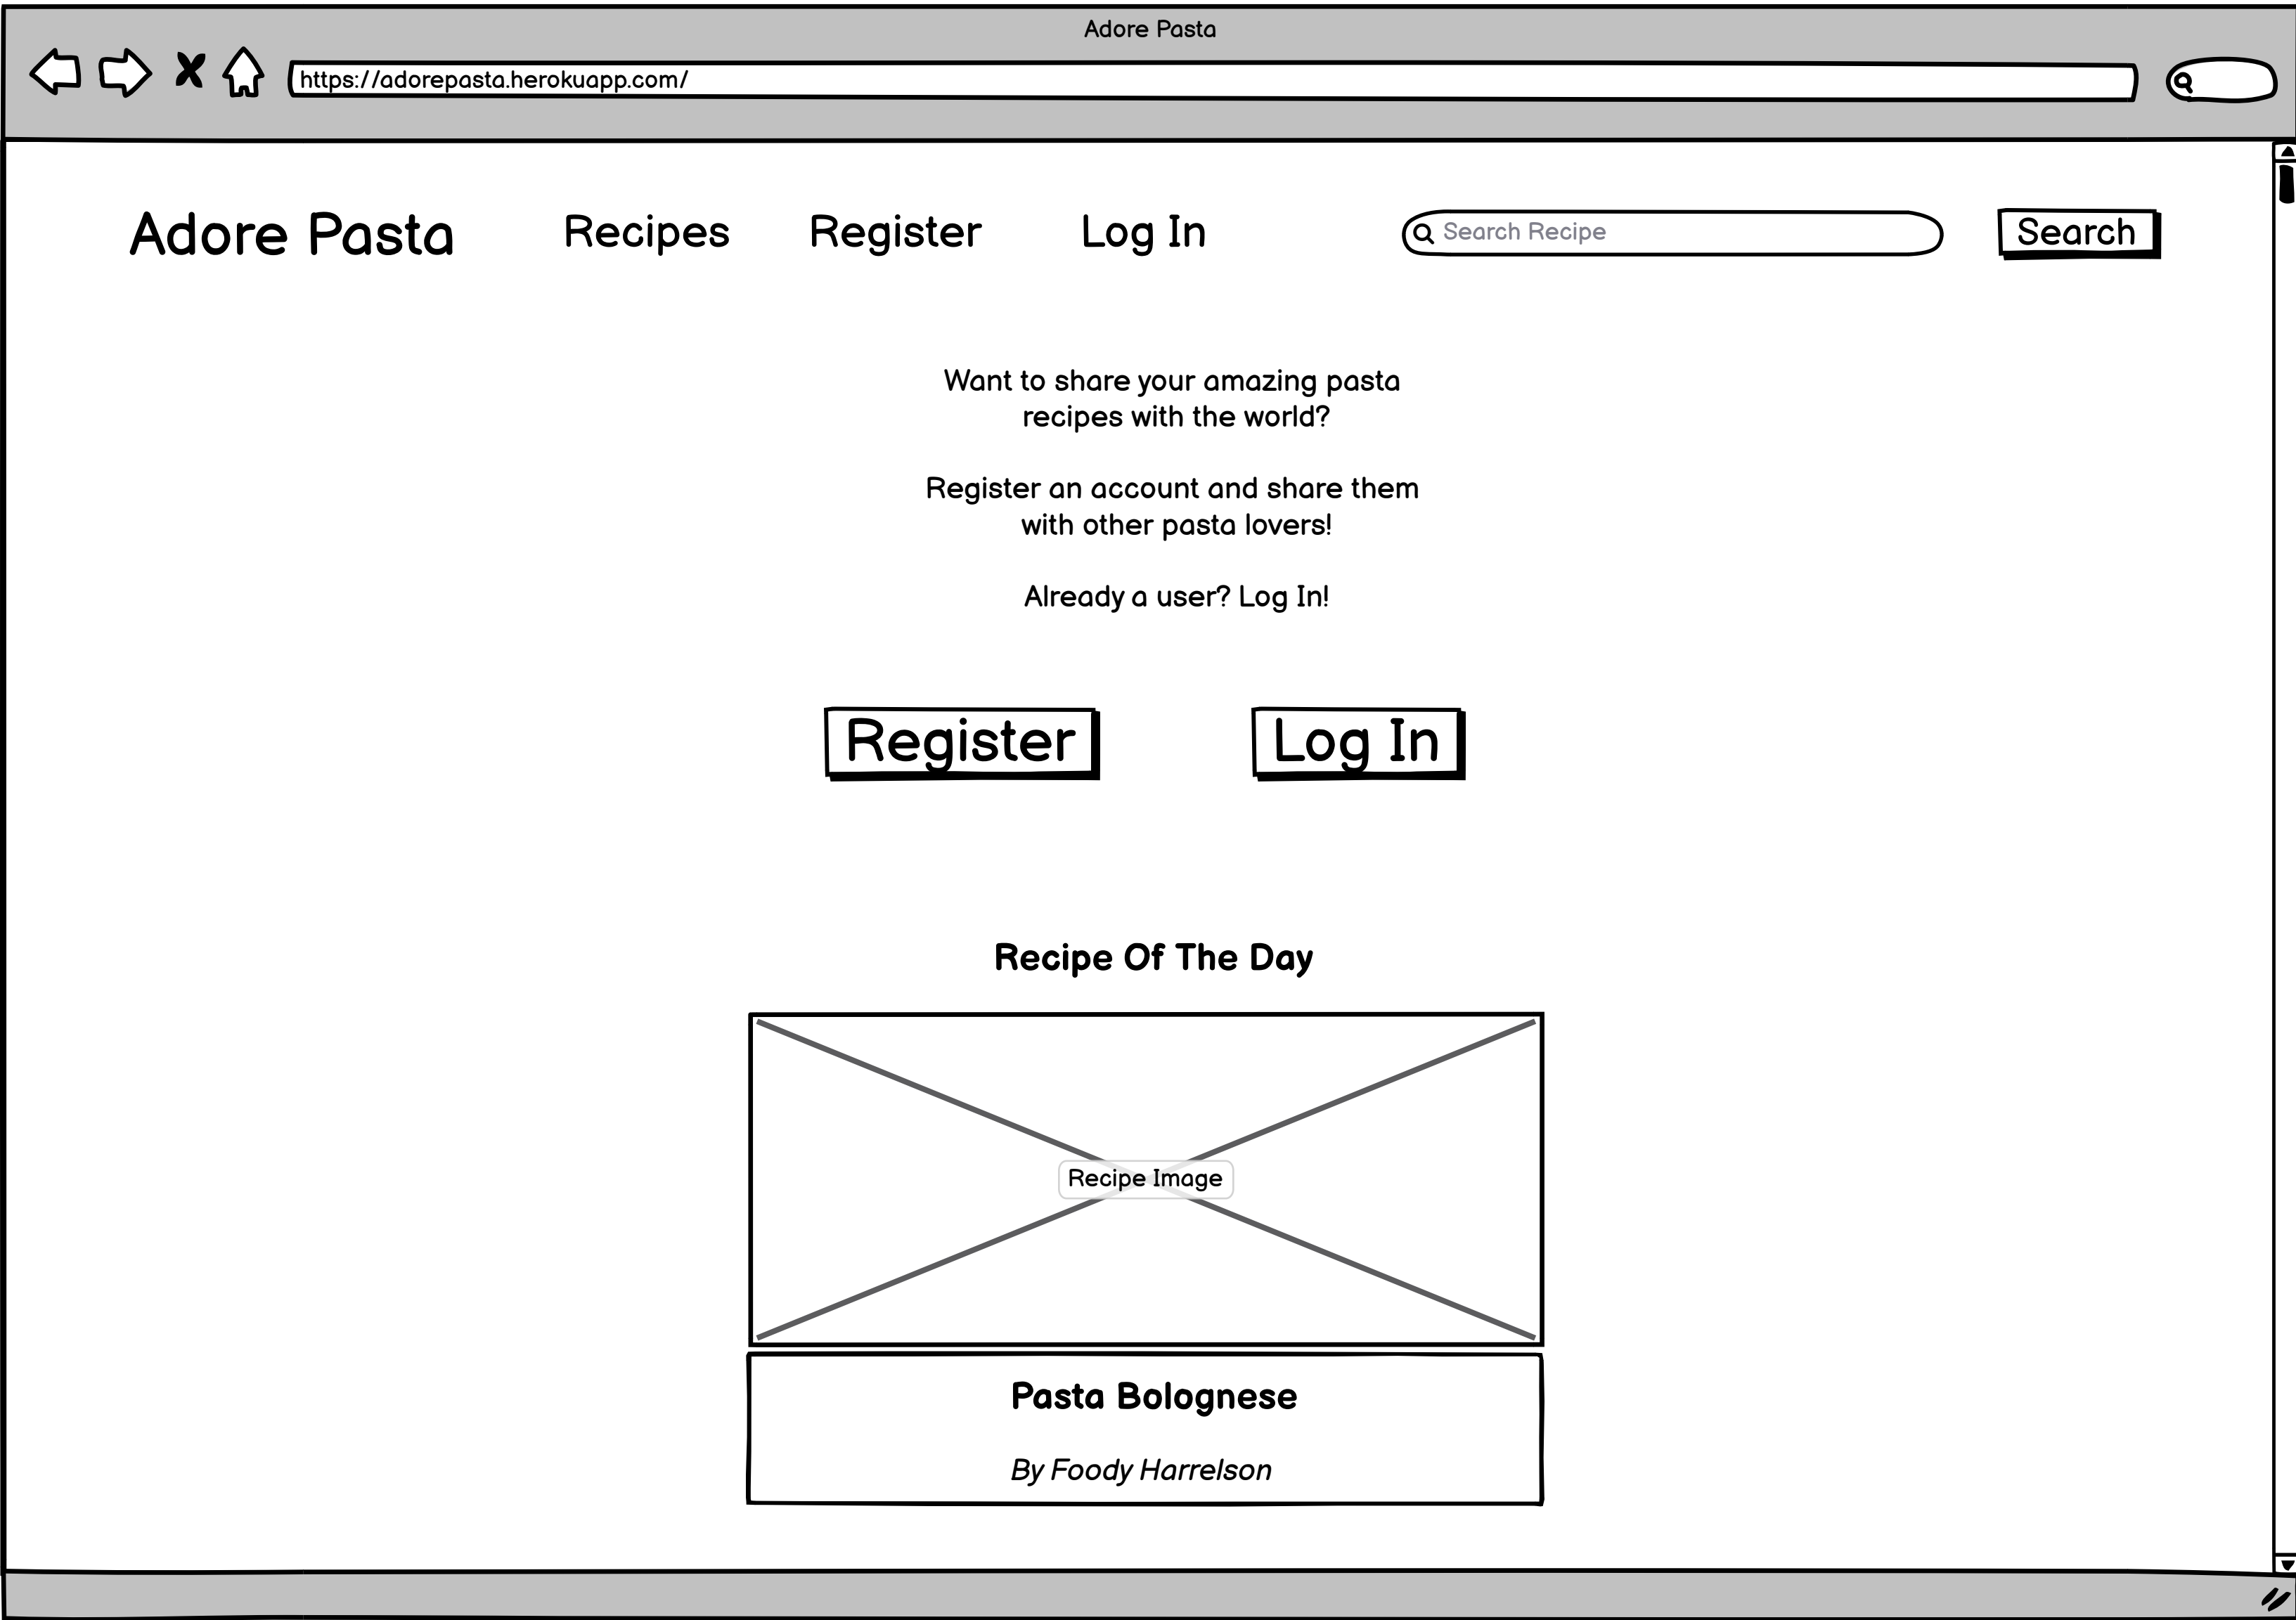 Adore Pasta
https://adorepasta.herokuapp.com/
Adore Pasta Recipes Register Log In Search Recipe Search
Want to share your amazing pasta
recipes with the world?
Register an account and share them
with other pasta lovers!
Already a user? Log In!
Register Log In
Recipe Of The Day
Recipe Image
Pasta Bolognese
By Foody Harrelson